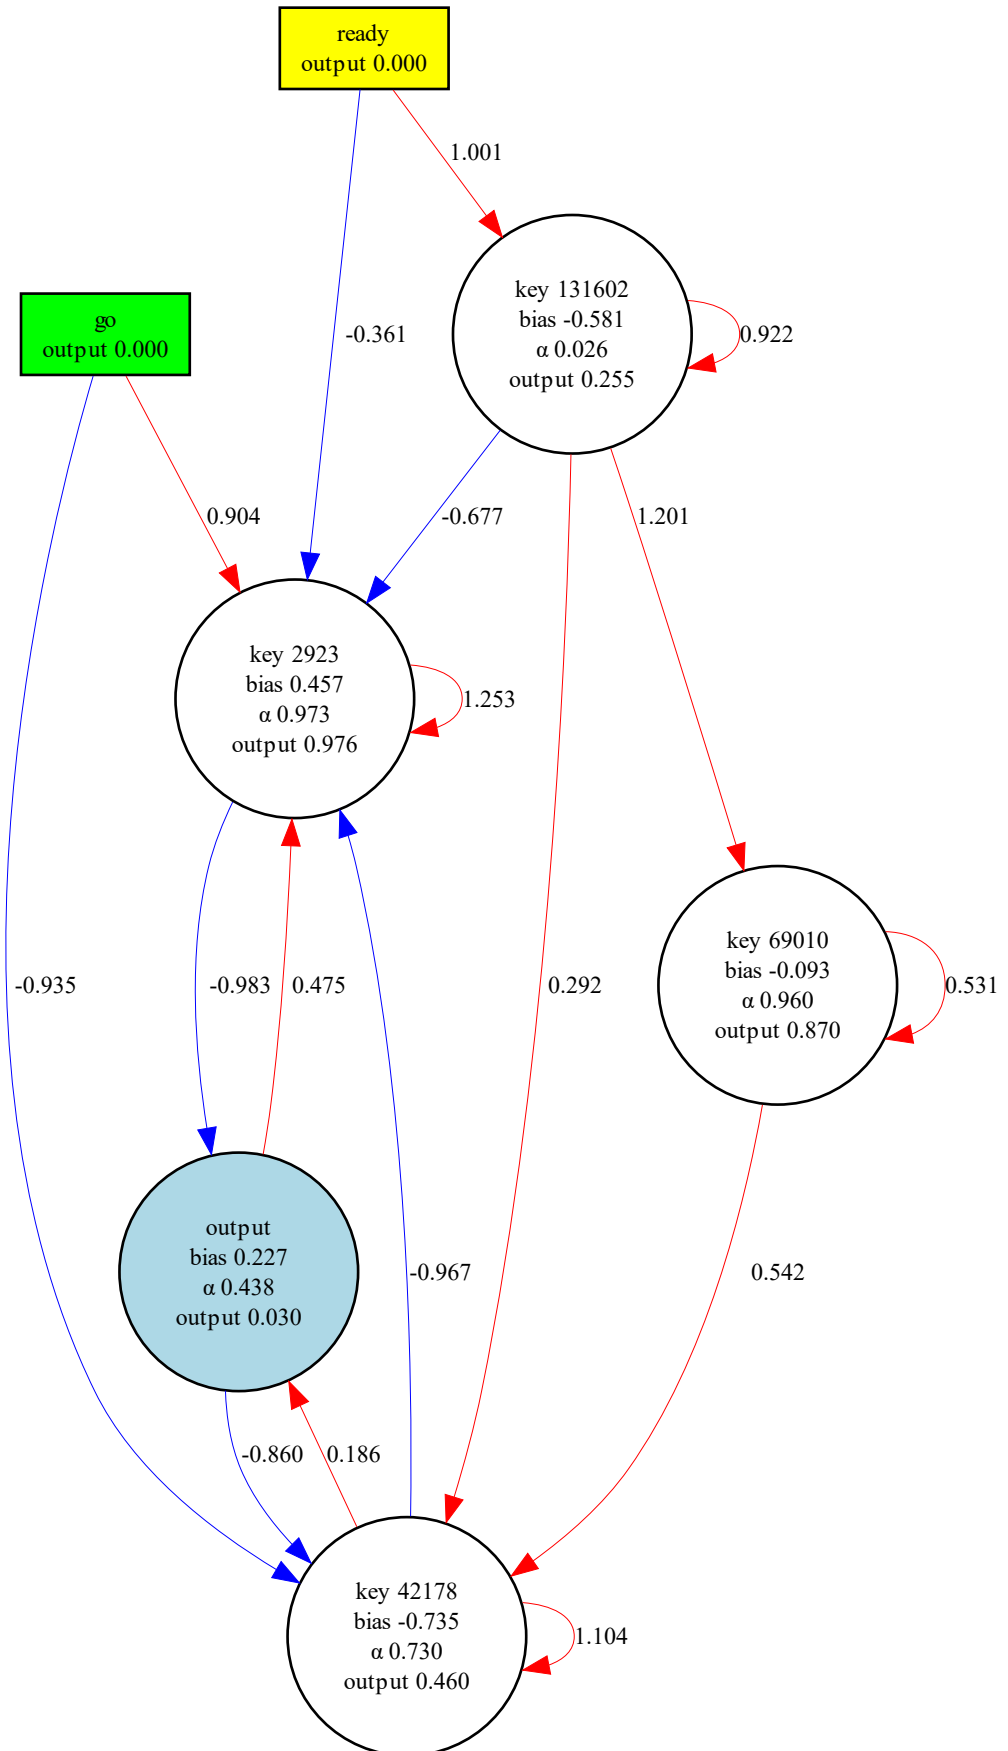 ready
output 0.000
1.001
key 131602
bias -0.581
α 0.026
output 0.255
0.922
-0.361
go
output 0.000
0.904
-0.677
1.201
key 2923
bias 0.457
α 0.973
output 0.976
1.253
key 69010
bias -0.093
α 0.960
output 0.870
0.531
-0.935
-0.983
0.475
0.292
output
bias 0.227
α 0.438
output 0.030
-0.967
0.542
-0.860
0.186
key 42178
bias -0.735
α 0.730
output 0.460
1.104